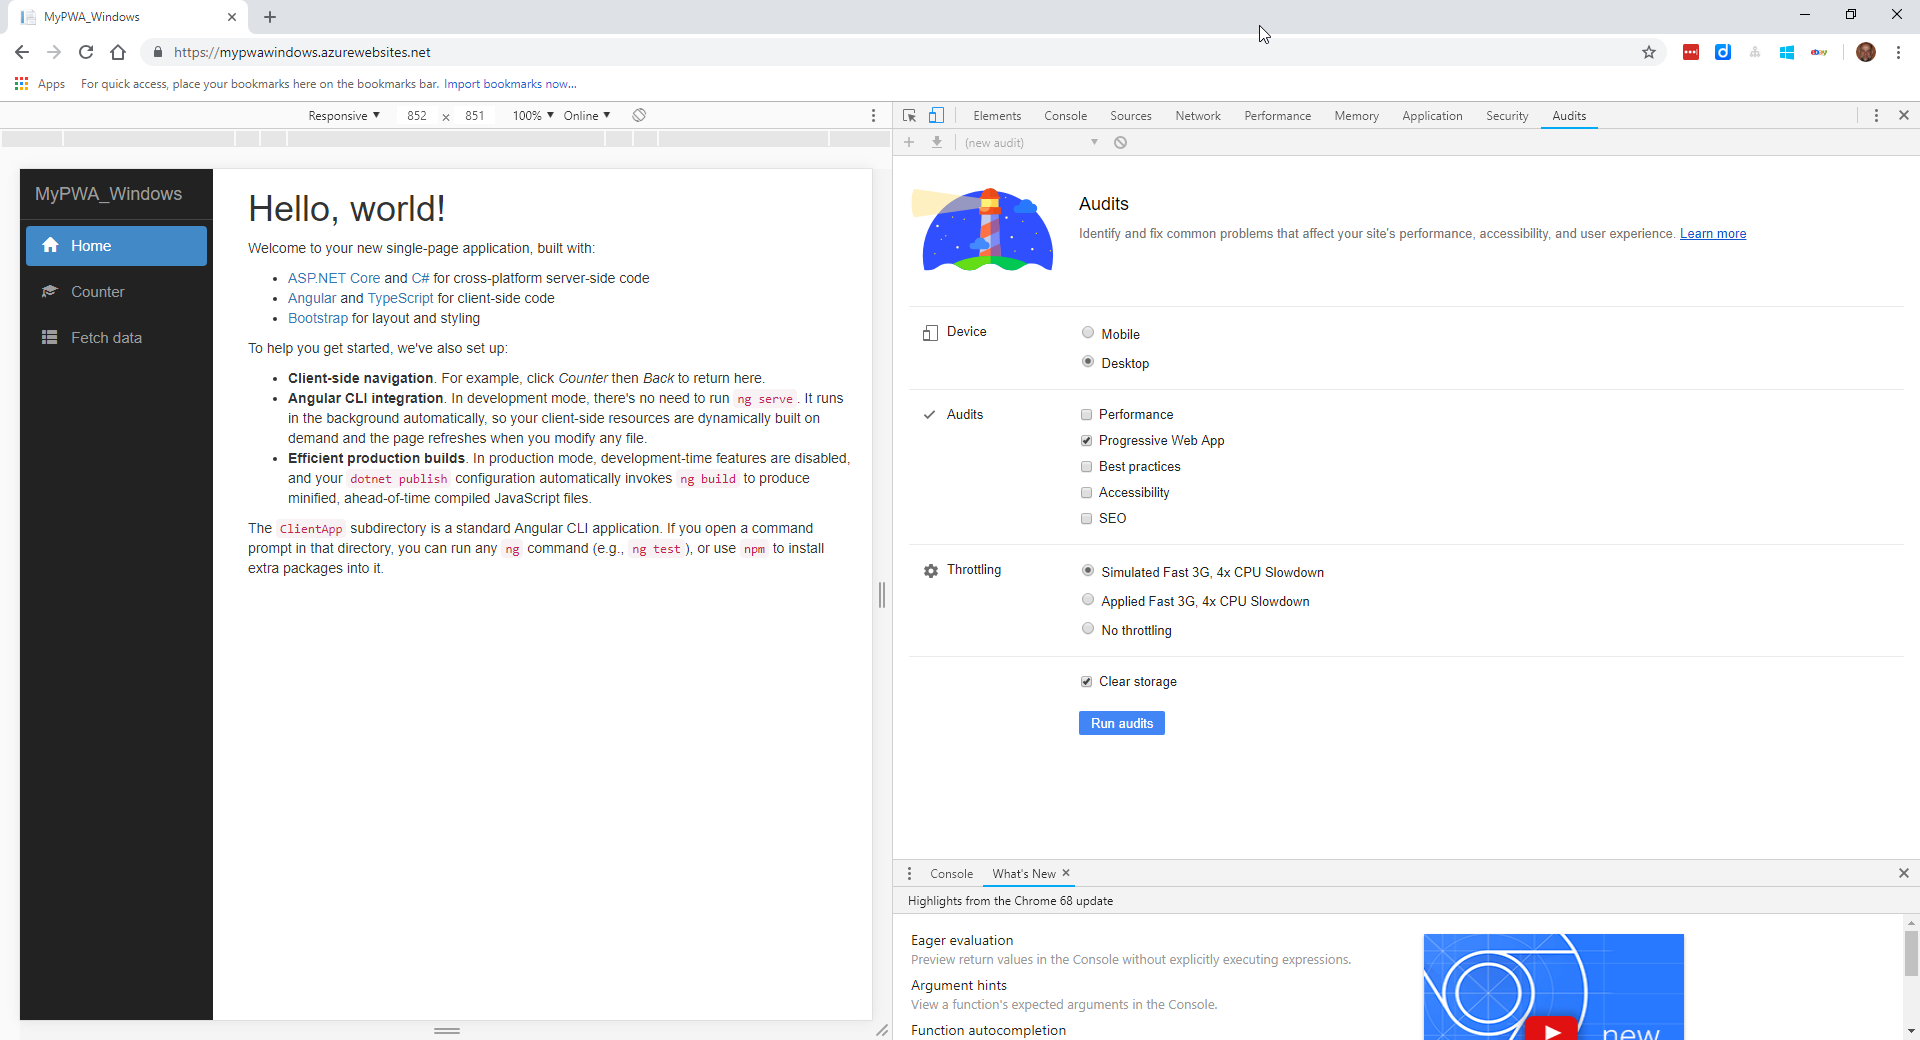 MyPWA_Windows
https://mypwawindows.azurewebsites.net
Apps For quick access, place your bookmarks here on the bookmarks bar. Import bookmarks now...
Responsive 852 x 851 100% Online
MyPWA_Windows
Home
Counter
Fetch data
Hello, world!
Welcome to your new single-page application, built with:
ASP.NET Core and C# for cross-platform server-side code
Angular and TypeScript for client-side code
Bootstrap for layout and styling
To help you get started, we've also set up:
Client-side navigation. For example, click Counter then Back to return here.
Angular CLI integration. In development mode, there's no need to run ng serve. It runs
in the background automatically, so your client-side resources are dynamically built on
demand and the page refreshes when you modify any file.
Efficient production builds. In production mode, development-time features are disabled,
and your dotnet publish configuration automatically invokes ng build to produce
minified, ahead-of-time compiled JavaScript files.
The ClientApp subdirectory is a standard Angular CLI application. If you open a command
prompt in that directory, you can run any ng command (e.g., ng test), or use npm to install
extra packages into it.
Elements Console Sources Network Performance Memory Application Security Audits
(new audit)
Audits
Identify and fix common problems that affect your site's performance, accessibility, and user experience. Learn more
Device
Mobile
Desktop
Audits
Performance
Progressive Web App
Best practices
Accessibility
SEO
Throttling
Simulated Fast 3G, 4x CPU Slowdown
Applied Fast 3G, 4x CPU Slowdown
No throttling
Clear storage
Run audits
Console What's New
Highlights from the Chrome 68 update
Eager evaluation
Preview return values in the Console without explicitly executing expressions.
Argument hints
View a function's expected arguments in the Console.
Function autocompletion
new